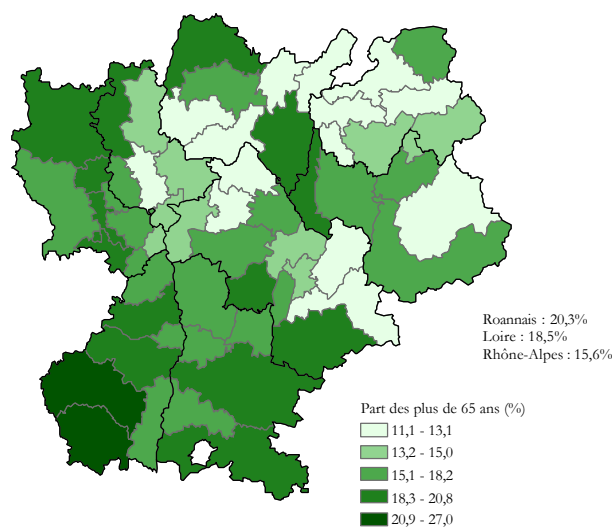 Roannais : 20,3%
Loire : 18,5%
Rhône-Alpes : 15,6%
Part des plus de 65 ans (%)
11,1 - 13,1
13,2 - 15,0
15,1 - 18,2
18,3 - 20,8
20,9 - 27,0